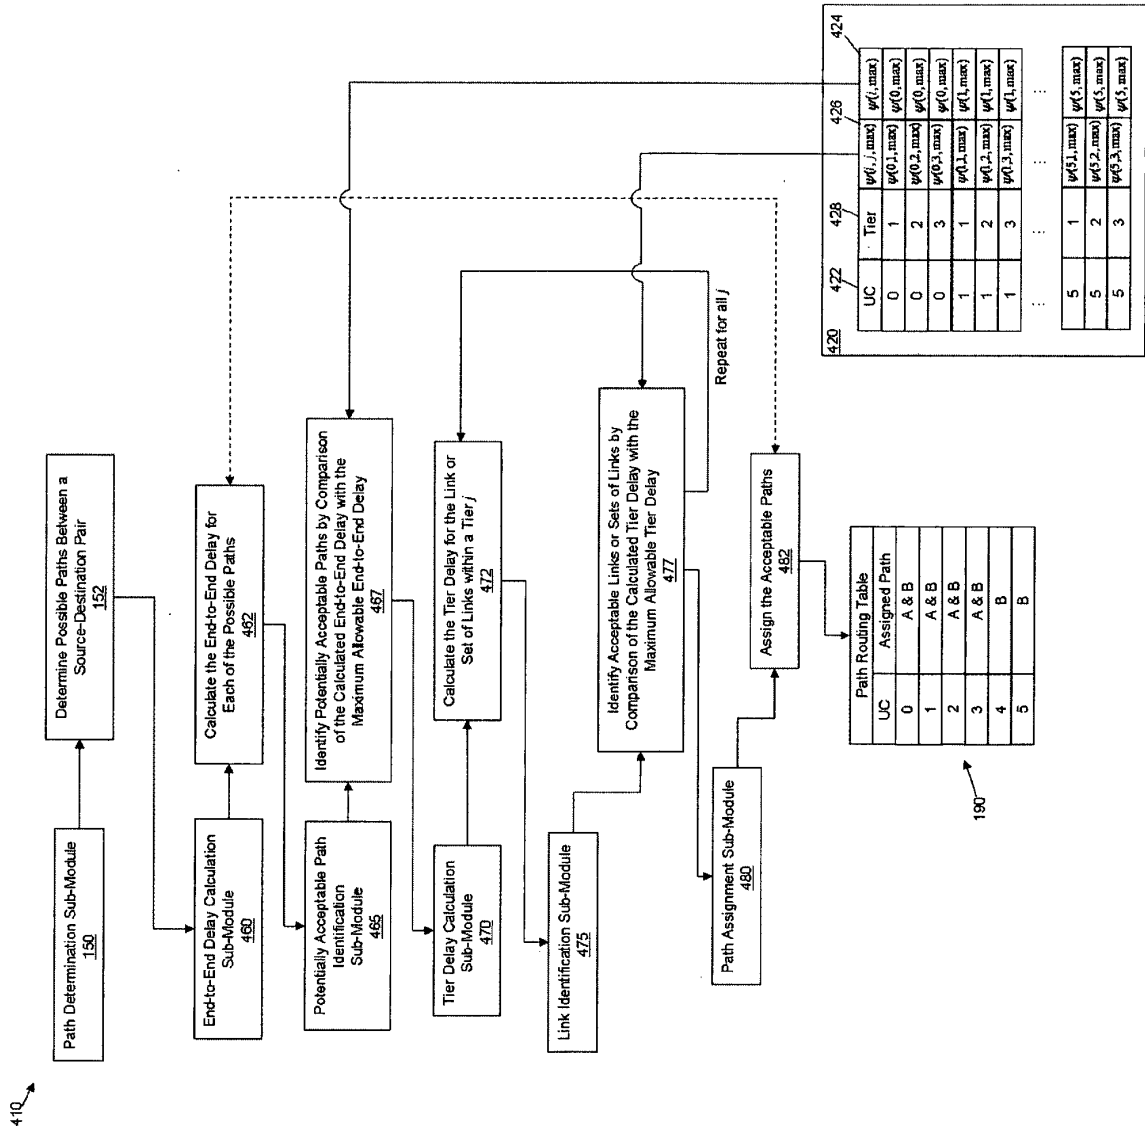 410
Path Determination Sub-Module
150
Determine Possible Paths Between a
Source-Destination Pair
152
End-to-End Delay Calculation
Sub-Module
460
Calculate the End-to-End Delay for
Each of the Possible Paths
462
Potentially Acceptable Path
Identification
Sub-Module
465
Identify Potentially Acceptable Paths by Comparison
of the Calculated End-to-End Delay with the
Maximum Allowable End-to-End Delay
467
Tier Delay Calculation
Sub-Module
470
Calculate the Tier Delay for the Link or
Set of Links within a Tier j
472
Link Identification Sub-Module
475
Identify Acceptable Links or Sets of Links by
Comparison of the Calculated Tier Delay with the
Maximum Allowable Tier Delay
477
Repeat for all j
Path Assignment Sub-Module
480
Assign the Acceptable Paths
482
190
Path Routing Table
UC Assigned Path
0 A & B
1 A & B
2 A & B
3 A & B
4 B
5 B
420
422 428 426 424
UC Tier ψ(i, j, max) ψ(i, max)
0 1 ψ(0,1, max) ψ(0, max)
0 2 ψ(0,2, max) ψ(0, max)
0 3 ψ(0,3, max) ψ(0, max)
1 1 ψ(1,1, max) ψ(1, max)
1 2 ψ(1,2, max) ψ(1, max)
1 3 ψ(1,3, max) ψ(1, max)
... ... ... ...
5 1 ψ(5,1, max) ψ(5, max)
5 2 ψ(5,2, max) ψ(5, max)
5 3 ψ(5,3, max) ψ(5, max)